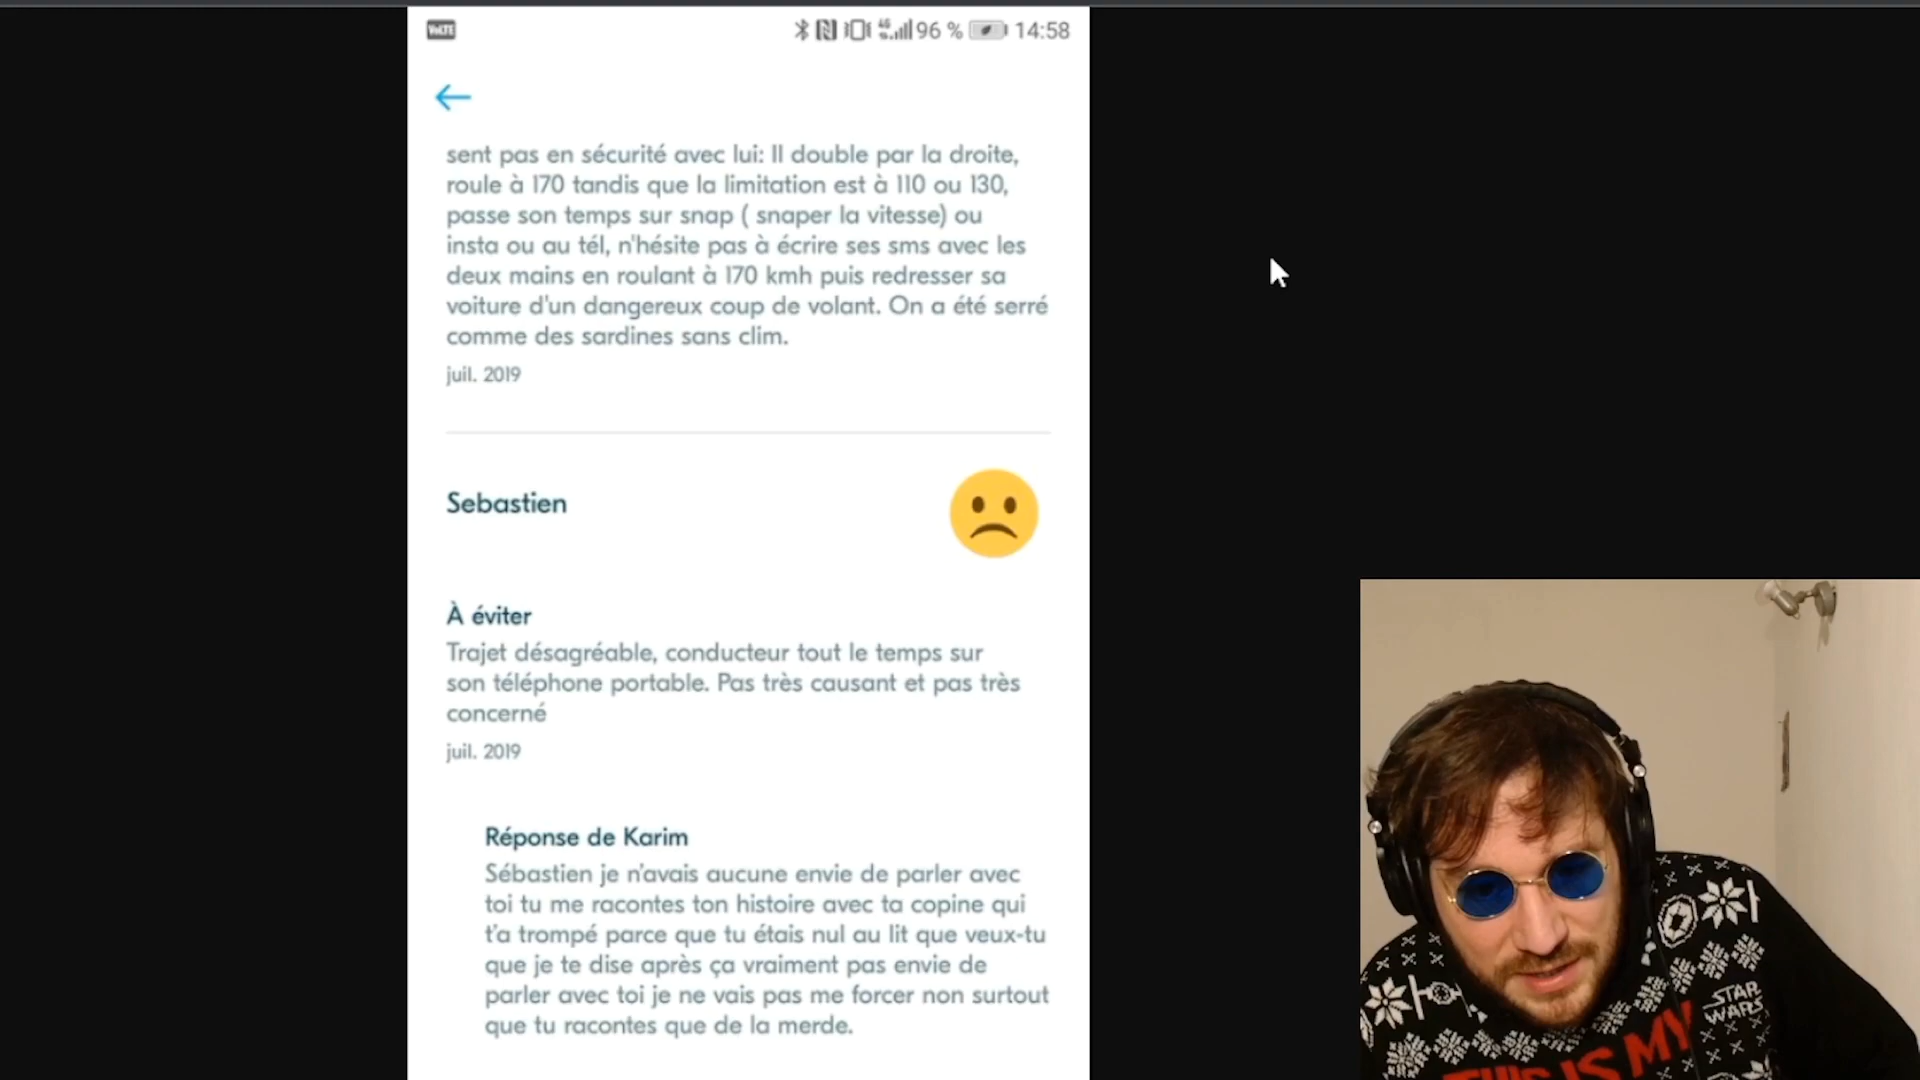 VoLTE
4G 96 % 14:58
sent pas en sécurité avec lui: Il double par la droite,
roule à 170 tandis que la limitation est à 110 ou 130,
passe son temps sur snap ( snaper la vitesse) ou
insta ou au tél, n'hésite pas à écrire ses sms avec les
deux mains en roulant à 170 kmh puis redresser sa
voiture d'un dangereux coup de volant. On a été serré
comme des sardines sans clim.
juil. 2019
Sebastien
À éviter
Trajet désagréable, conducteur tout le temps sur
son téléphone portable. Pas très causant et pas très
concerné
juil. 2019
Réponse de Karim
Sébastien je n'avais aucune envie de parler avec
toi tu me racontes ton histoire avec ta copine qui
t'a trompé parce que tu étais nul au lit que veux-tu
que je te dise après ça vraiment pas envie de
parler avec toi je ne vais pas me forcer non surtout
que tu racontes que de la merde.
STAR
WARS
THIS IS MY